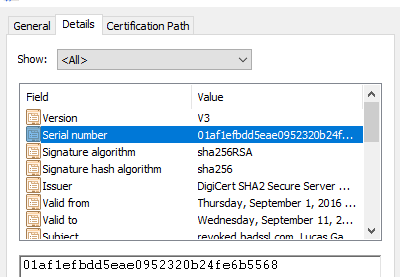 General Details Certification Path
Show: <All>
Field Value
Version V3
Serial number 01af1efbdd5eae0952320b24f...
Signature algorithm sha256RSA
Signature hash algorithm sha256
Issuer DigiCert SHA2 Secure Server ...
Valid from Thursday, September 1, 2016 ...
Valid to Wednesday, September 11, 2...
Subject revoked.badssl.com, Lucas Ga...
01af1efbdd5eae0952320b24fe6b5568